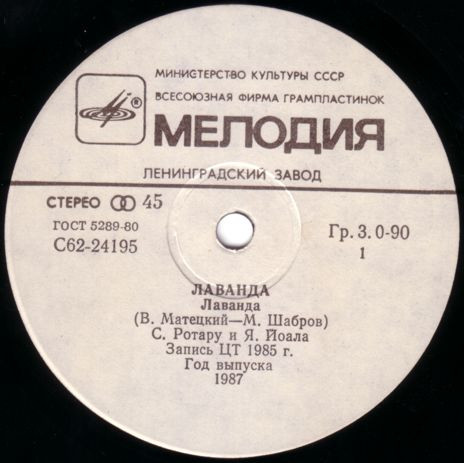 МИНИСТЕРСТВО КУЛЬТУРЫ СССР
ВСЕСОЮЗНАЯ ФИРМА ГРАМПЛАСТИНОК
®
МЕЛОДИЯ
ЛЕНИНГРАДСКИЙ ЗАВОД
СТЕРЕО 45
ГОСТ 5289-80
С62-24195
Гр. 3. 0-90
1
ЛАВАНДА
Лаванда
(В. Матецкий—М. Шабров)
С. Ротару и Я. Йоала
Запись ЦТ 1985 г.
Год выпуска
1987